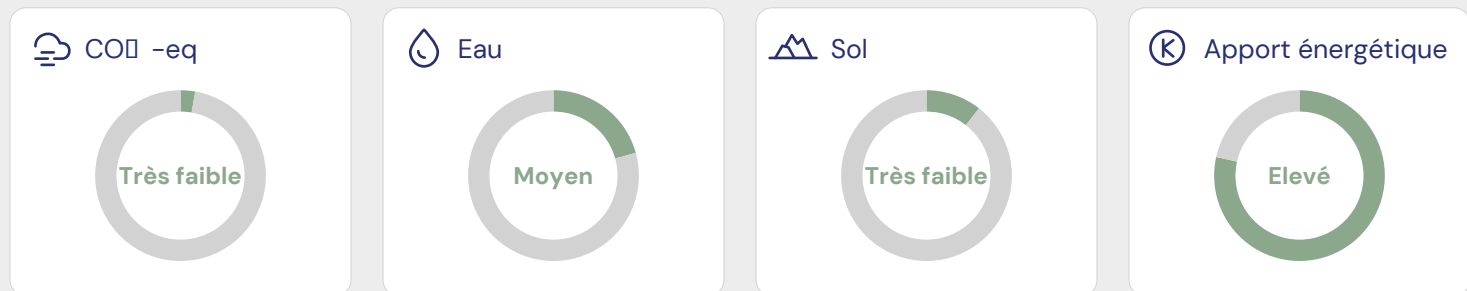 CO▯ -eq
Très faible
Eau
Moyen
Sol
Très faible
Apport énergétique
Elevé